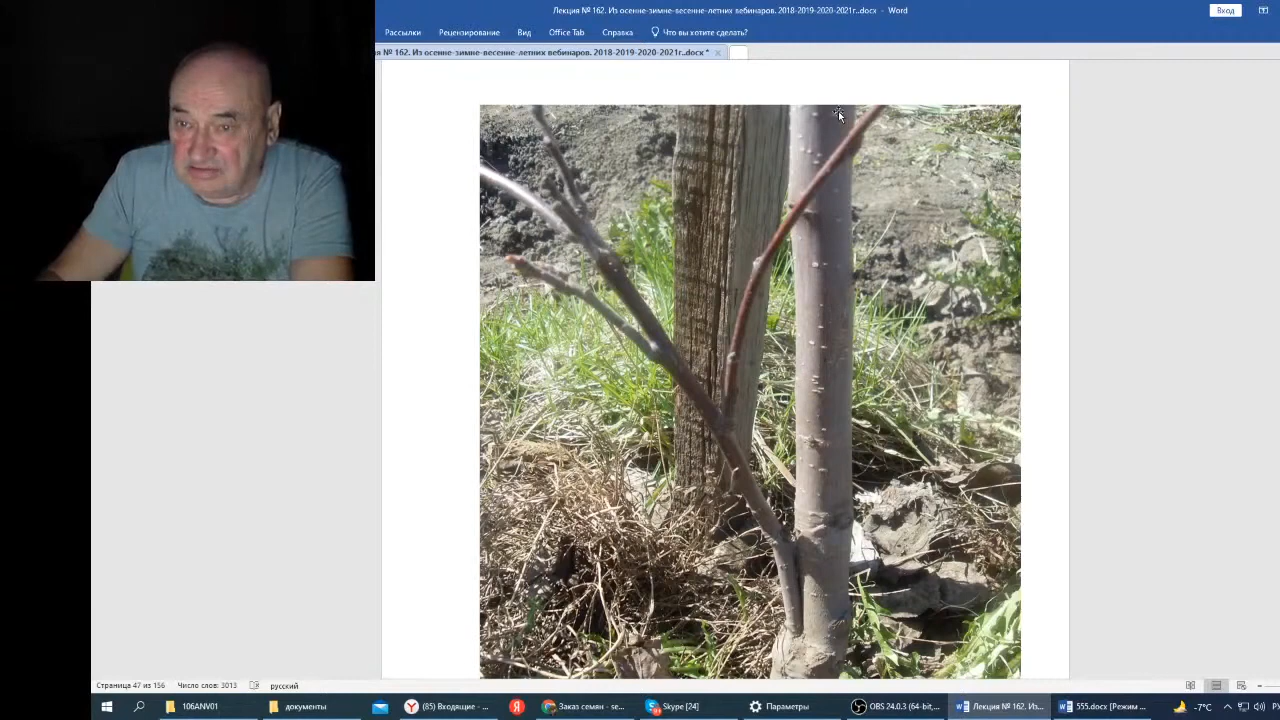 Лекция № 162. Из осенне-зимне-весенне-летних вебинаров. 2018-2019-2020-2021г..docx - Word
Вход
Рассылки Рецензирование Вид Office Tab Справка Что вы хотите сделать?
№ 162. Из осенне-зимне-весенне-летних вебинаров. 2018-2019-2020-2021г..docx *
Страница 47 из 156 Число слов: 3013 русский
106ANV01 документы (85) Входящие - ... Заказ семян - se... Skype [24] Параметры OBS 24.0.3 (64-bit,... Лекция № 162. Из... 555.docx [Режим ... -7°C